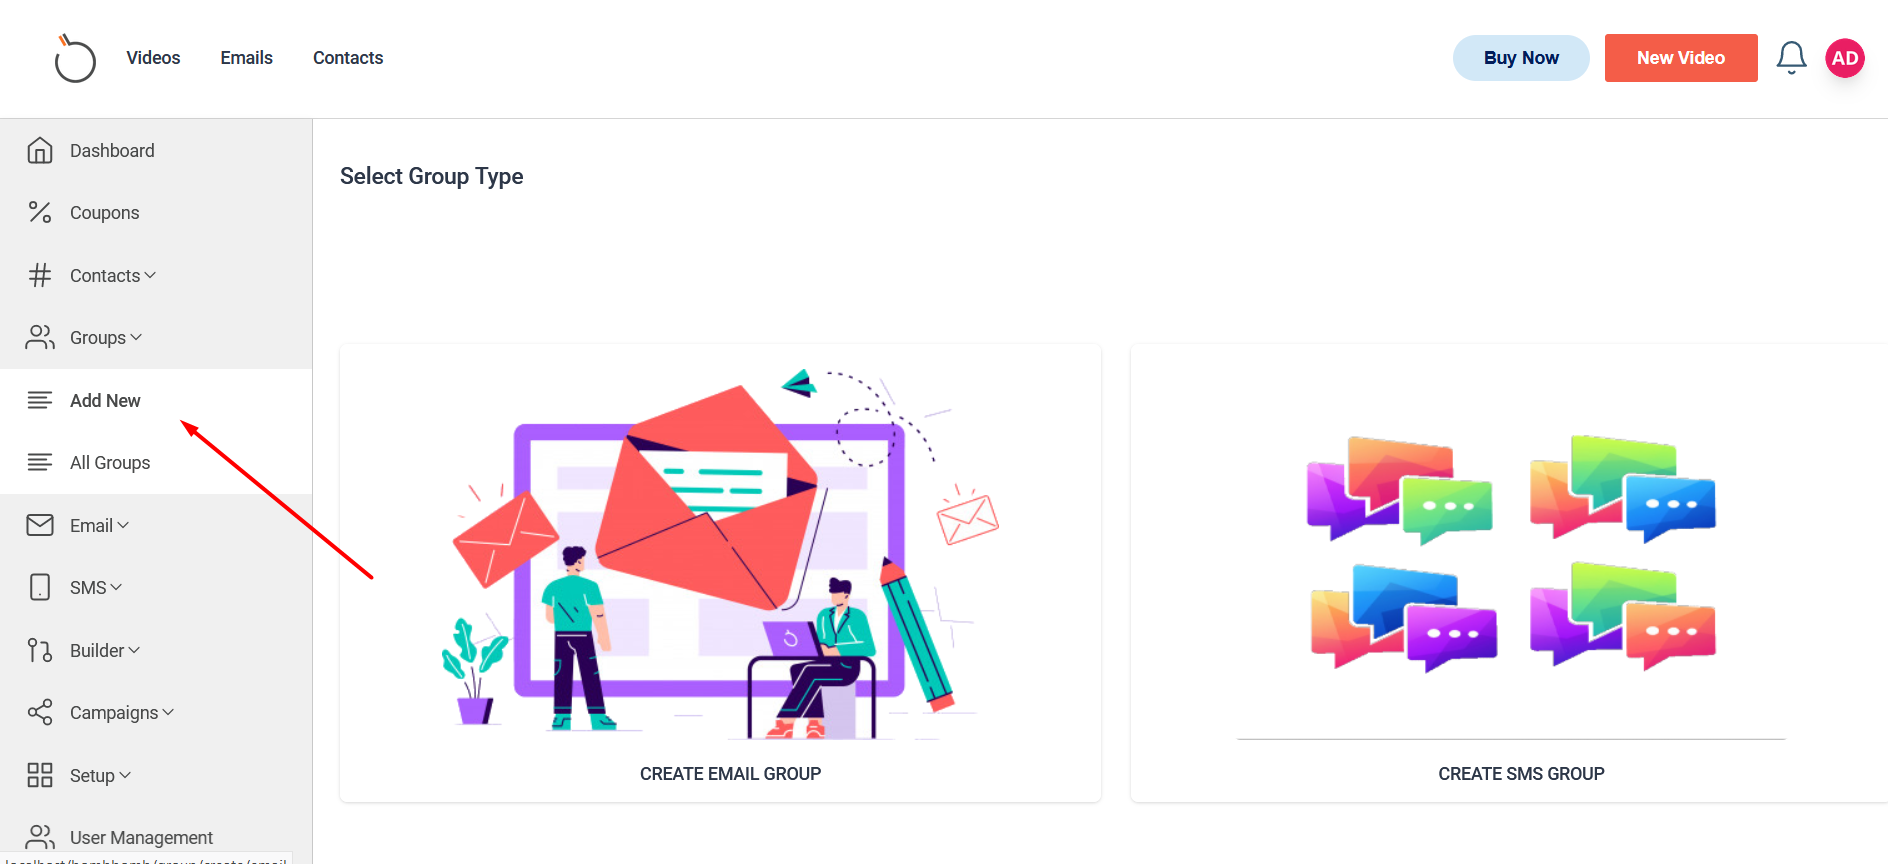 Videos
Emails
Contacts
Buy Now
New Video
AD
Dashboard
Coupons
Contacts
Groups
Add New
All Groups
Email
SMS
Builder
Campaigns
Setup
User Management
Select Group Type
CREATE EMAIL GROUP
CREATE SMS GROUP